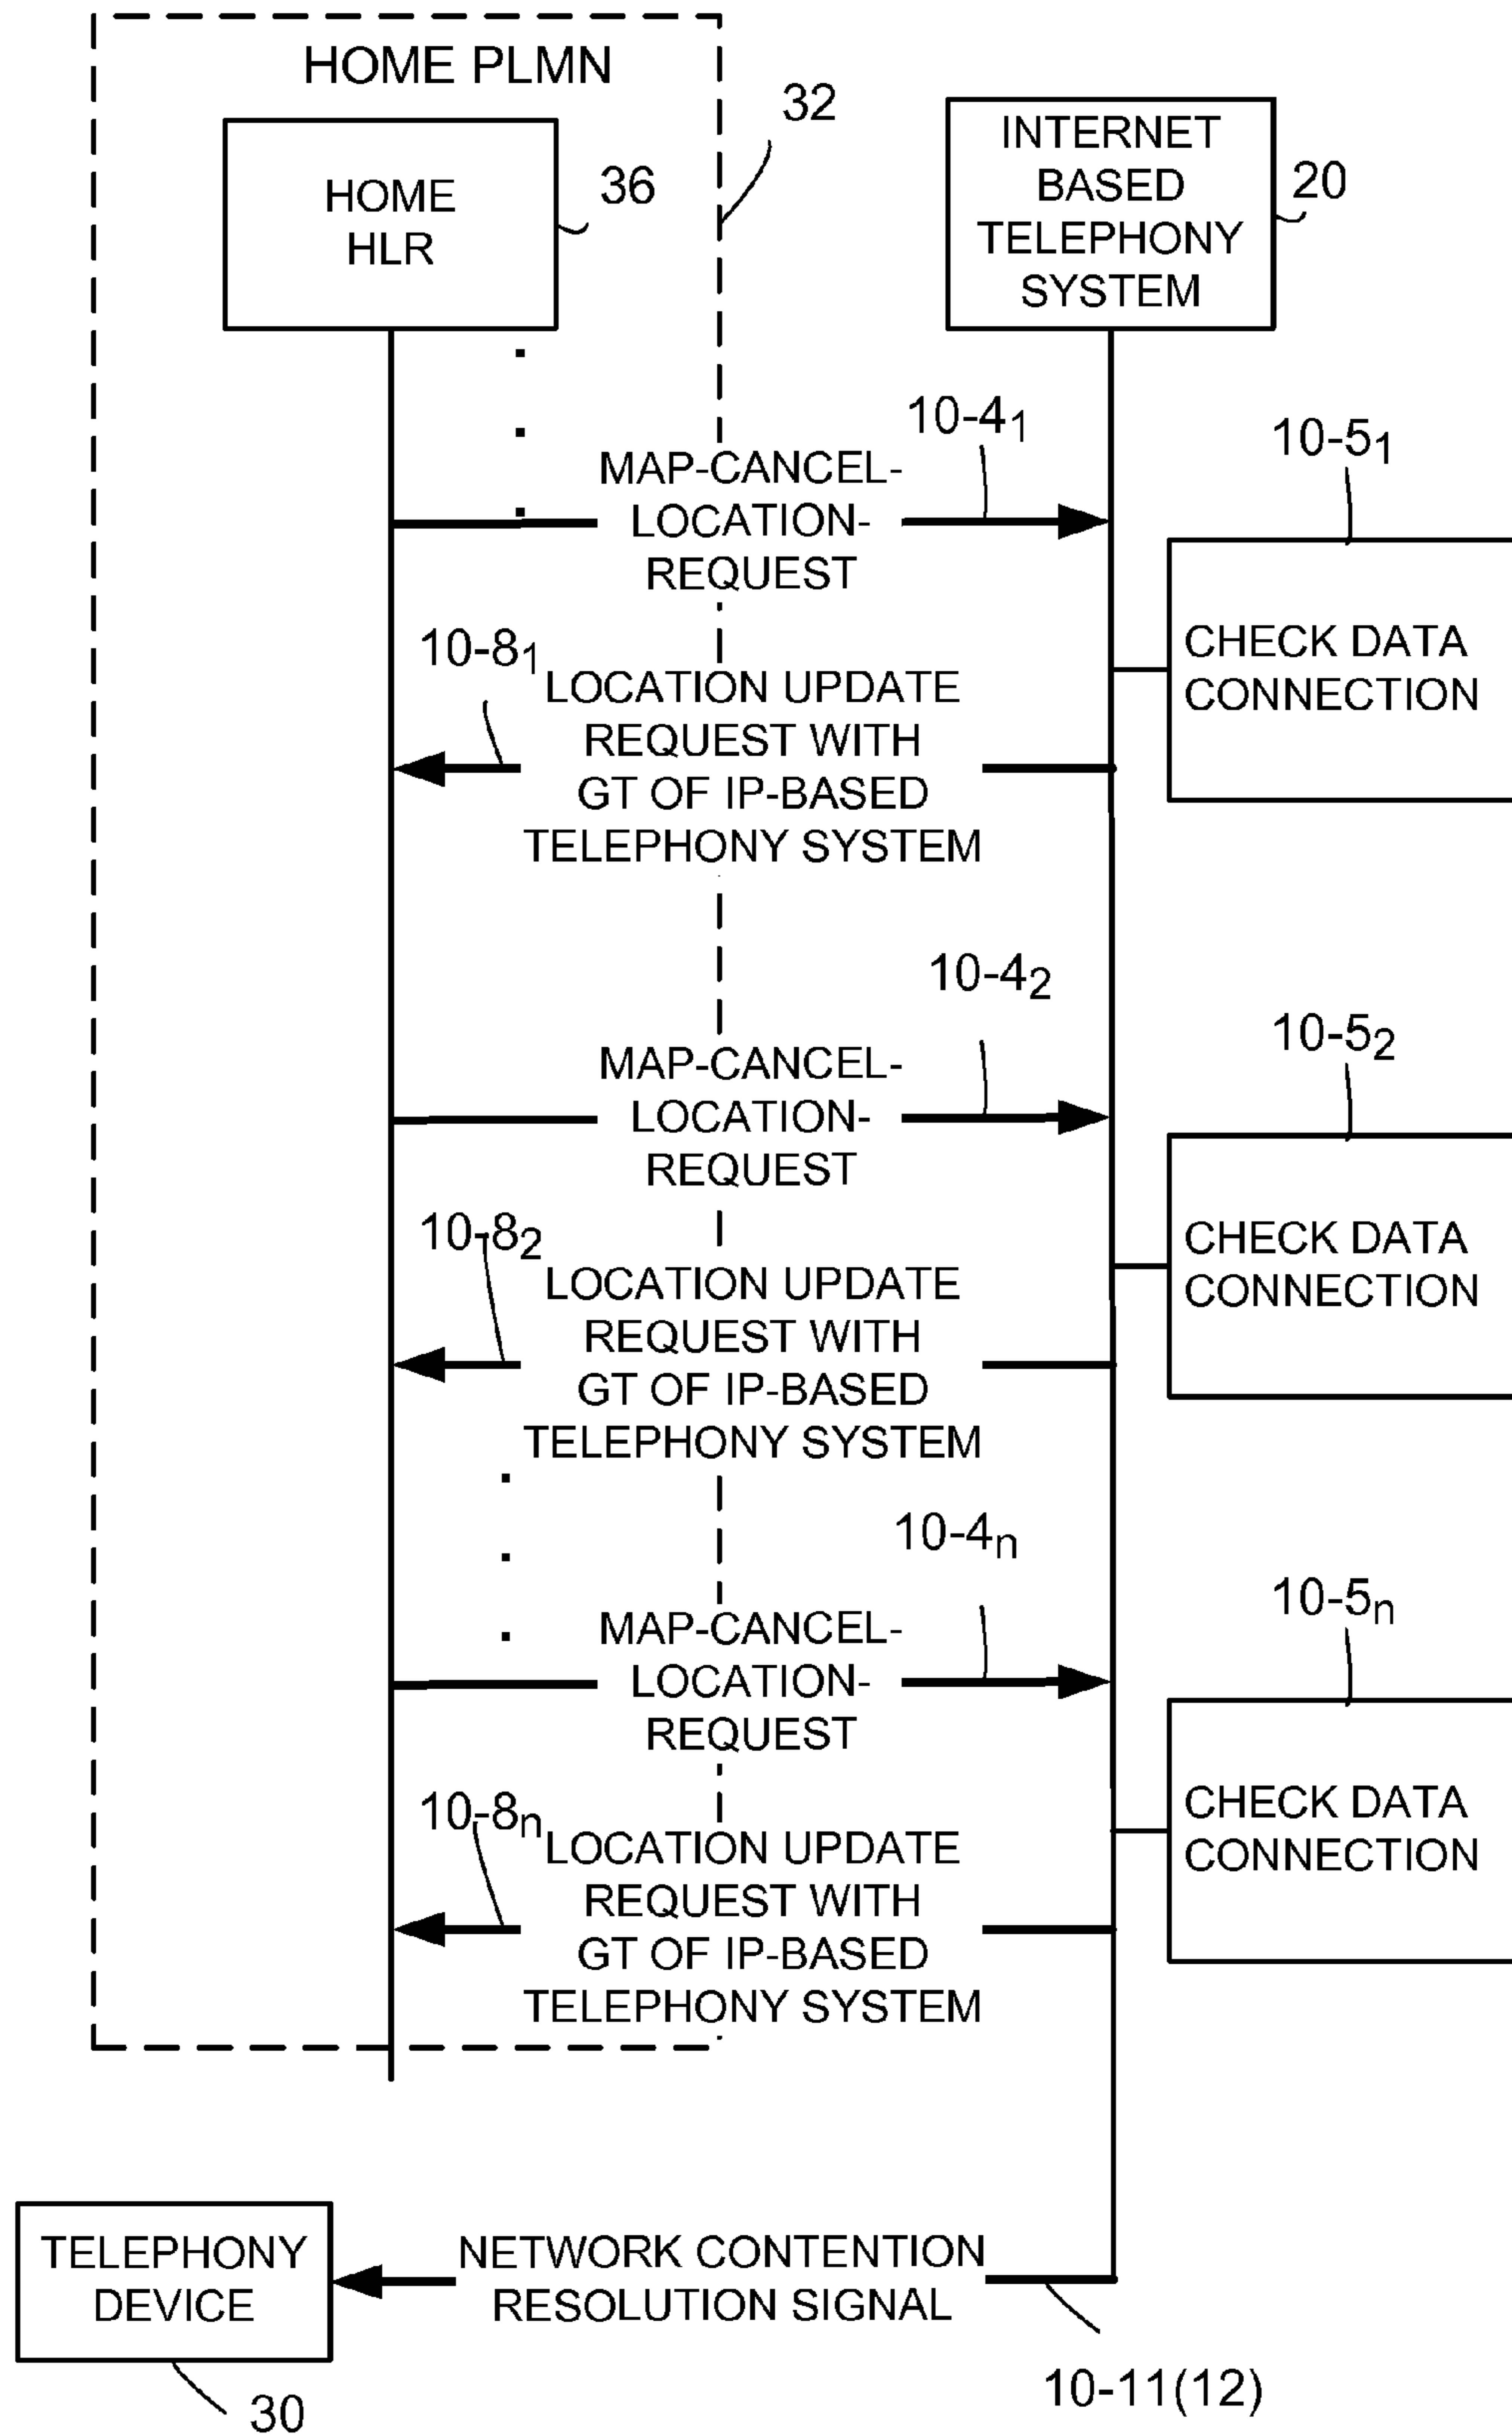 HOME PLMN
32
HOME
HLR
36
INTERNET
BASED
TELEPHONY
SYSTEM
20
10-4₁
MAP-CANCEL-
LOCATION-
REQUEST
10-5₁
CHECK DATA
CONNECTION
10-8₁
LOCATION UPDATE
REQUEST WITH
GT OF IP-BASED
TELEPHONY SYSTEM
10-4₂
MAP-CANCEL-
LOCATION-
REQUEST
10-5₂
CHECK DATA
CONNECTION
10-8₂
LOCATION UPDATE
REQUEST WITH
GT OF IP-BASED
TELEPHONY SYSTEM
10-4ₙ
MAP-CANCEL-
LOCATION-
REQUEST
10-5ₙ
CHECK DATA
CONNECTION
10-8ₙ
LOCATION UPDATE
REQUEST WITH
GT OF IP-BASED
TELEPHONY SYSTEM
TELEPHONY
DEVICE
30
NETWORK CONTENTION
RESOLUTION SIGNAL
10-11(12)